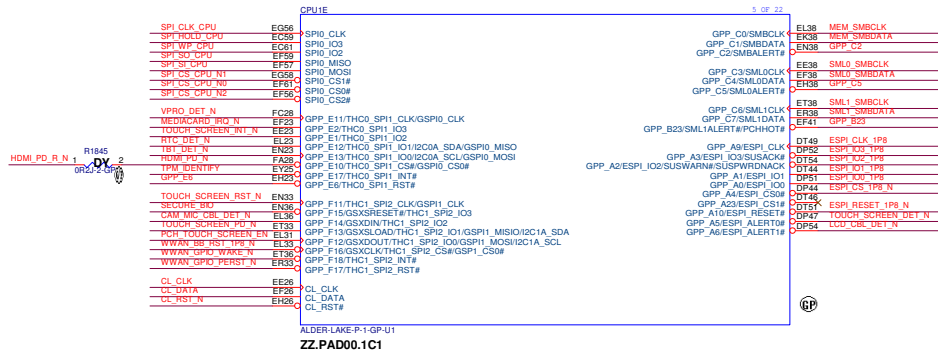 CPU1E 5 OF 22
SPI_CLK_CPU EG56 SPI0_CLK
SPI_HOLD_CPU EC59 SPI0_IO3
SPI_WP_CPU EC61 SPI0_IO2
SPI_SO_CPU EF59 SPI0_MISO
SPI_SI_CPU EF57 SPI0_MOSI
SPI_CS_CPU_N1 EG58 SPI0_CS1#
SPI_CS_CPU_N0 EF61 SPI0_CS0#
SPI_CS_CPU_N2 EF56 SPI0_CS2#
VPRO_DET_N FC28 GPP_E11/THC0_SPI1_CLK/GSPI0_CLK
MEDIACARD_IRQ_N EF23 GPP_E2/THC0_SPI1_IO3
TOUCH_SCREEN_INT_N EE23 GPP_E1/THC0_SPI1_IO2
RTC_DET_N EL23 GPP_E12/THC0_SPI1_IO1/I2C0A_SDA/GSPI0_MISO
TBT_DET_N EN23 GPP_E13/THC0_SPI1_IO0/I2C0A_SCL/GSPI0_MOSI
HDMI_PD_R_N 1 R1845 DY 2 0R2J-2-GP HDMI_PD_N FA28 GPP_E10/THC0_SPI1_CS#/GSPI0_CS0#
TPM_IDENTIFY EY25 GPP_E17/THC0_SPI1_INT#
GPP_E6 EH23 GPP_E6/THC0_SPI1_RST#
TOUCH_SCREEN_RST_N EN33 GPP_F11/THC1_SPI2_CLK/GSPI1_CLK
SECURE_BIO EN36 GPP_F15/GSXSRESET#/THC1_SPI2_IO3
CAM_MIC_CBL_DET_N EL36 GPP_F14/GSXDIN/THC1_SPI2_IO2
TOUCH_SCREEN_PD_N ET33 GPP_F13/GSXSLOAD/THC1_SPI2_IO1/GSPI1_MISIO/I2C1A_SDA
PCH_TOUCH_SCREEN_EN EL31 GPP_F12/GSXDOUT/THC1_SPI2_IO0/GSPI1_MOSI/I2C1A_SCL
WWAN_BB_RST_1P8_N EL33 GPP_F16/GSXCLK/THC1_SPI2_CS#/GSP1_CS0#
WWAN_GPIO_WAKE_N ET36 GPP_F18/THC1_SPI2_INT#
WWAN_GPIO_PERST_N ER33 GPP_F17/THC1_SPI2_RST#
CL_CLK EE26 CL_CLK
CL_DATA EF26 CL_DATA
CL_RST_N EH26 CL_RST#
GPP_C0/SMBCLK EL38 MEM_SMBCLK
GPP_C1/SMBDATA EK38 MEM_SMBDATA
GPP_C2/SMBALERT# EN38 GPP_C2
GPP_C3/SML0CLK EE38 SML0_SMBCLK
GPP_C4/SML0DATA EF38 SML0_SMBDATA
GPP_C5/SML0ALERT# EH38 GPP_C5
GPP_C6/SML1CLK ET38 SML1_SMBCLK
GPP_C7/SML1DATA ER38 SML1_SMBDATA
GPP_B23/SML1ALERT#/PCHHOT# EF41 GPP_B23
GPP_A9/ESPI_CLK DT49 ESPI_CLK_1P8
GPP_A3/ESPI_IO3/SUSACK# DP52 ESPI_IO3_1P8
GPP_A2/ESPI_IO2/SUSWARN#/SUSPWRDNACK DT54 ESPI_IO2_1P8
GPP_A1/ESPI_IO1 DT44 ESPI_IO1_1P8
GPP_A0/ESPI_IO0 DP51 ESPI_IO0_1P8
GPP_A4/ESPI_CS0# DP44 ESPI_CS_1P8_N
GPP_A23/ESPI_CS1# DT46
GPP_A10/ESPI_RESET# DT51 ESPI_RESET_1P8_N
GPP_A5/ESPI_ALERT0# DP47 TOUCH_SCREEN_DET_N
GPP_A6/ESPI_ALERT1# DP54 LCD_CBL_DET_N
GP
ALDER-LAKE-P-1-GP-U1
ZZ.PAD00.1C1